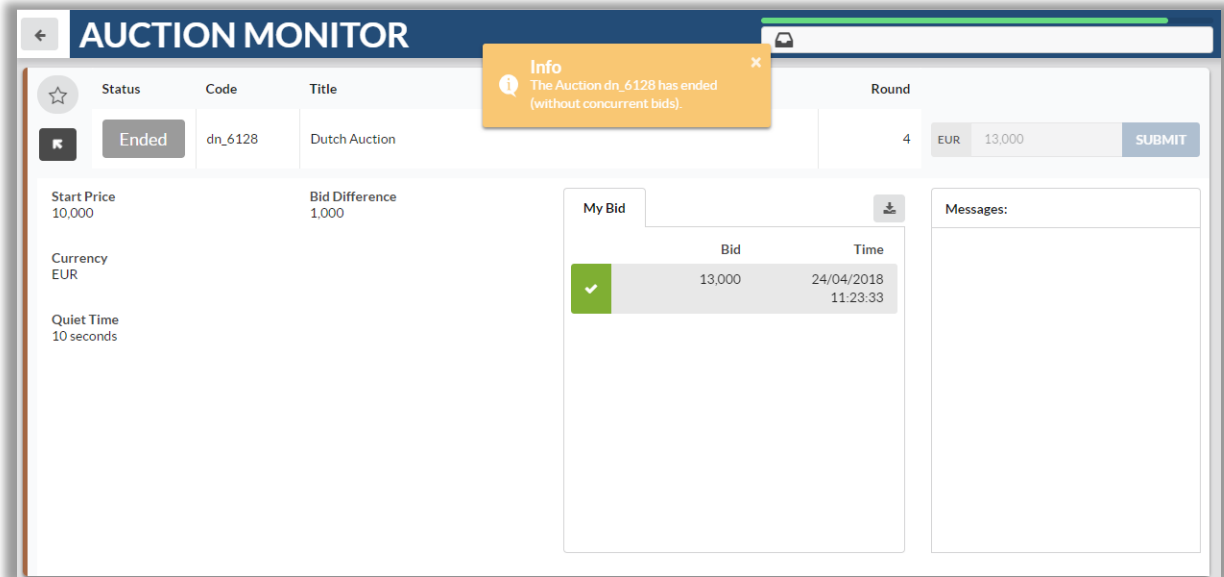 AUCTION MONITOR
Info
The Auction dn_6128 has ended
(without concurrent bids).
Status Code Title Round
Ended dn_6128 Dutch Auction 4 EUR 13,000 SUBMIT
Start Price
10,000
Bid Difference
1,000
Currency
EUR
Quiet Time
10 seconds
My Bid
Bid Time
13,000 24/04/2018
11:23:33
Messages: